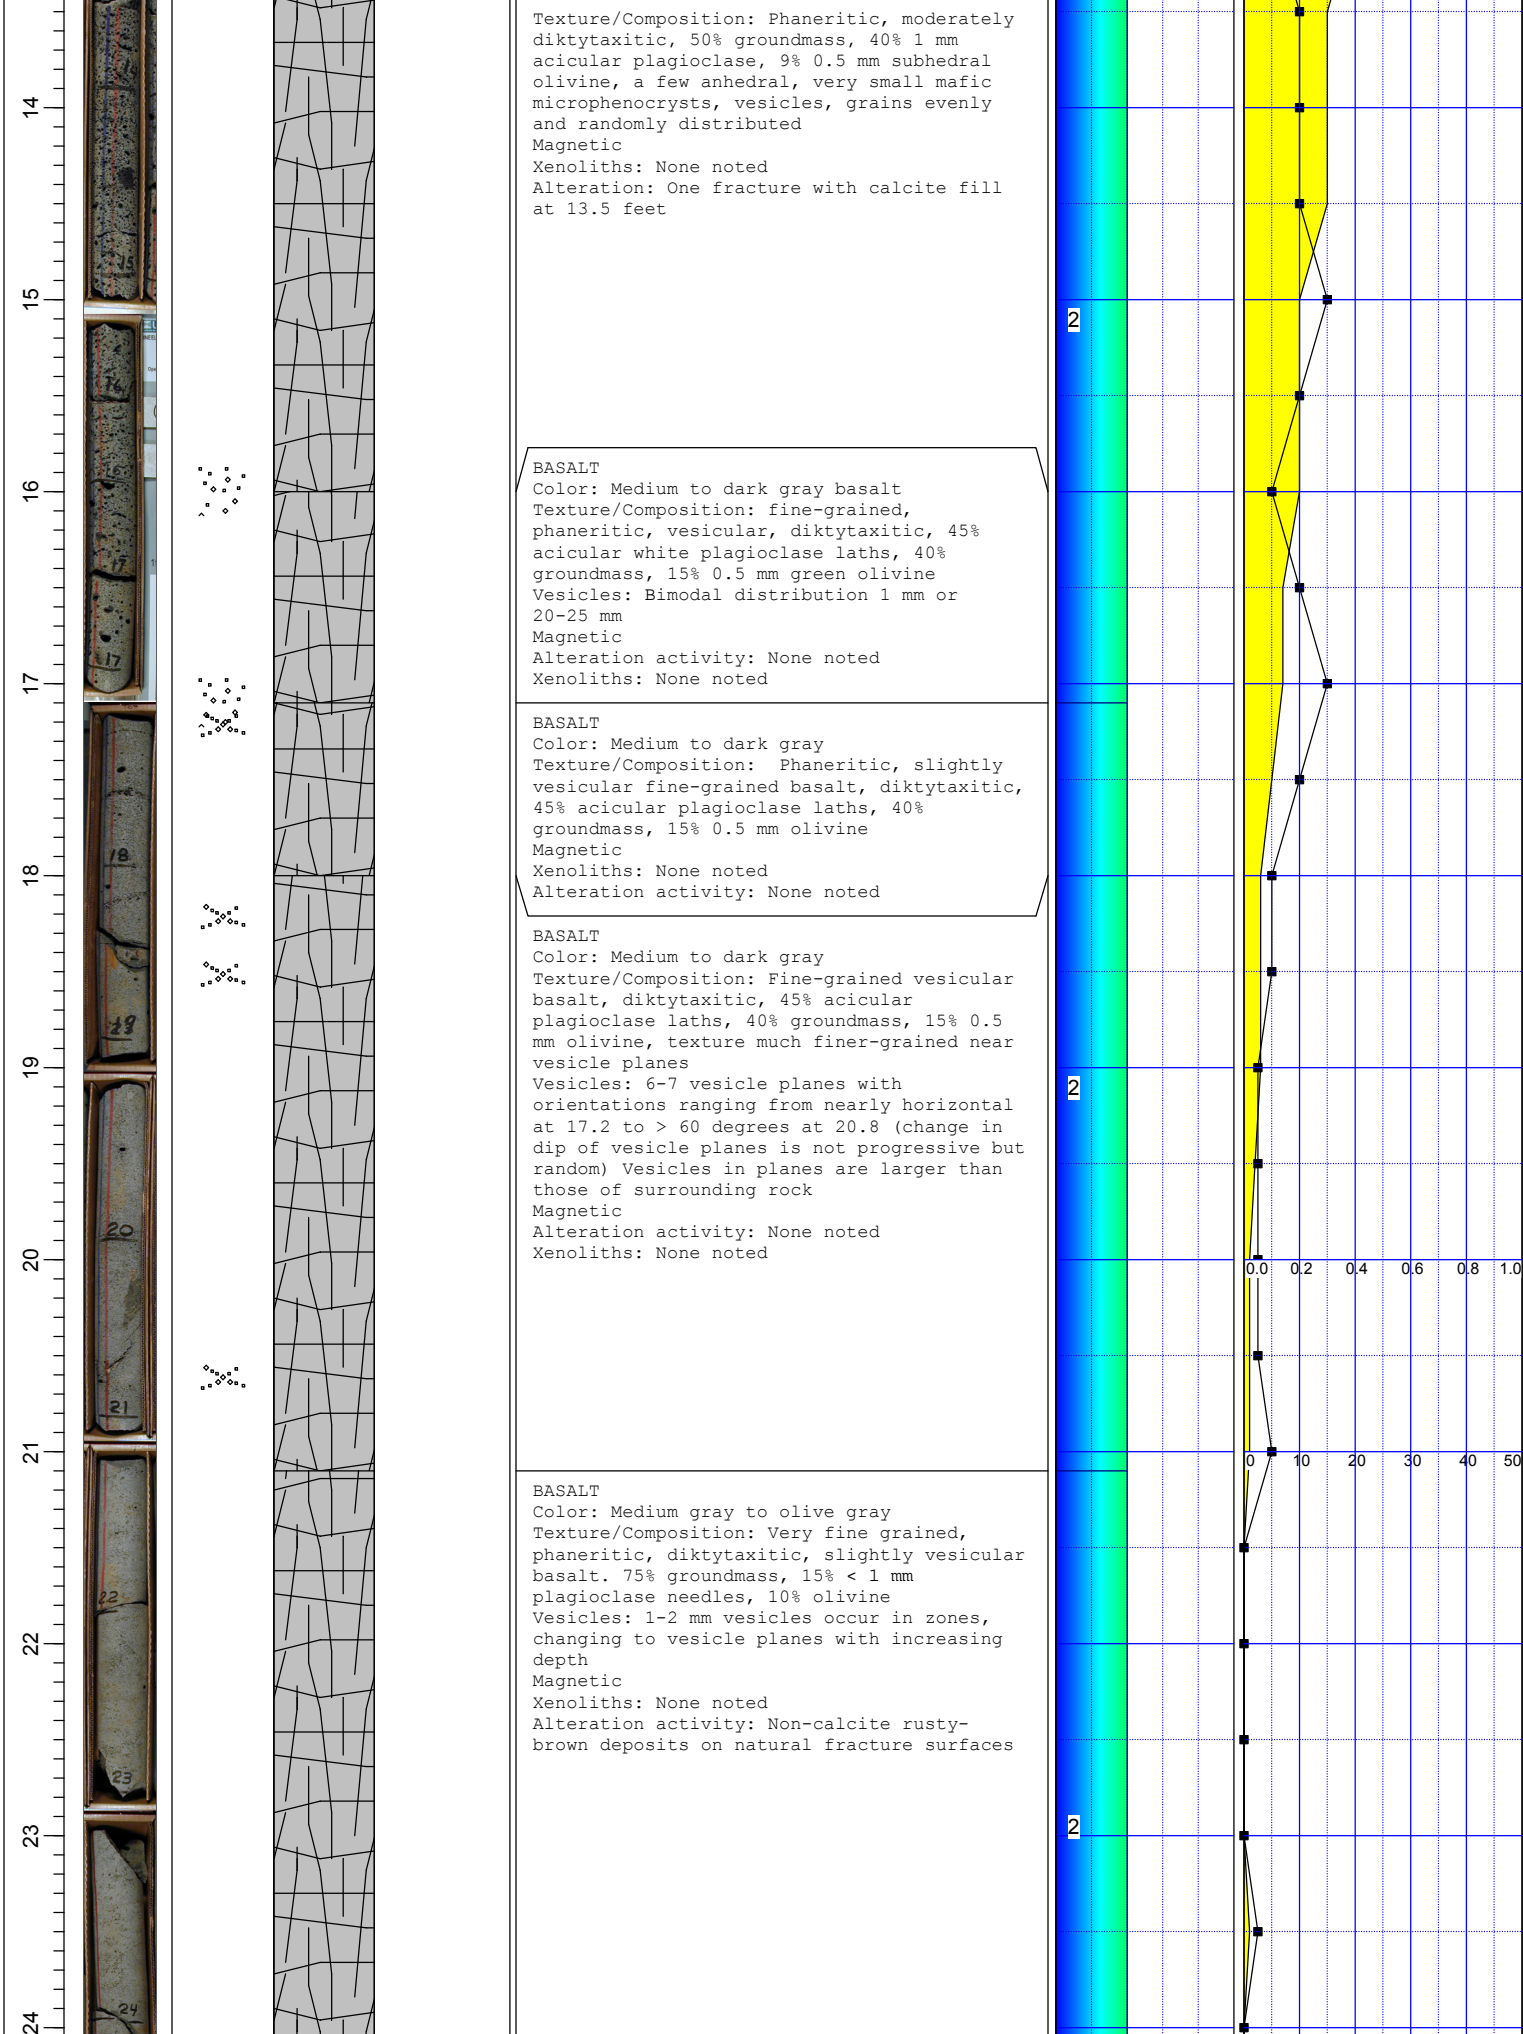 Texture/Composition: Phaneritic, moderately
diktytaxitic, 50% groundmass, 40% 1 mm
acicular plagioclase, 9% 0.5 mm subhedral
olivine, a few anhedral, very small mafic
microphenocrysts, vesicles, grains evenly
and randomly distributed
Magnetic
Xenoliths: None noted
Alteration: One fracture with calcite fill
at 13.5 feet
14
15
15
2
16
BASALT
Color: Medium to dark gray basalt
Texture/Composition: fine-grained,
phaneritic, vesicular, diktytaxitic, 45%
acicular white plagioclase laths, 40%
groundmass, 15% 0.5 mm green olivine
Vesicles: Bimodal distribution 1 mm or
20-25 mm
Magnetic
Alteration activity: None noted
Xenoliths: None noted
16
17
17
17
BASALT
Color: Medium to dark gray
Texture/Composition:  Phaneritic, slightly
vesicular fine-grained basalt, diktytaxitic,
45% acicular plagioclase laths, 40%
groundmass, 15% 0.5 mm olivine
Magnetic
Xenoliths: None noted
Alteration activity: None noted
18
18
BASALT
Color: Medium to dark gray
Texture/Composition: Fine-grained vesicular
basalt, diktytaxitic, 45% acicular
plagioclase laths, 40% groundmass, 15% 0.5
mm olivine, texture much finer-grained near
vesicle planes
Vesicles: 6-7 vesicle planes with
orientations ranging from nearly horizontal
at 17.2 to > 60 degrees at 20.8 (change in
dip of vesicle planes is not progressive but
random) Vesicles in planes are larger than
those of surrounding rock
Magnetic
Alteration activity: None noted
Xenoliths: None noted
19
2
20
20
0.0 0.2 0.4 0.6 0.8 1.0
21
21
0 10 20 30 40 50
BASALT
Color: Medium gray to olive gray
Texture/Composition: Very fine grained,
phaneritic, diktytaxitic, slightly vesicular
basalt. 75% groundmass, 15% < 1 mm
plagioclase needles, 10% olivine
Vesicles: 1-2 mm vesicles occur in zones,
changing to vesicle planes with increasing
depth
Magnetic
Xenoliths: None noted
Alteration activity: Non-calcite rusty-
brown deposits on natural fracture surfaces
22
22
23
23
2
24
24